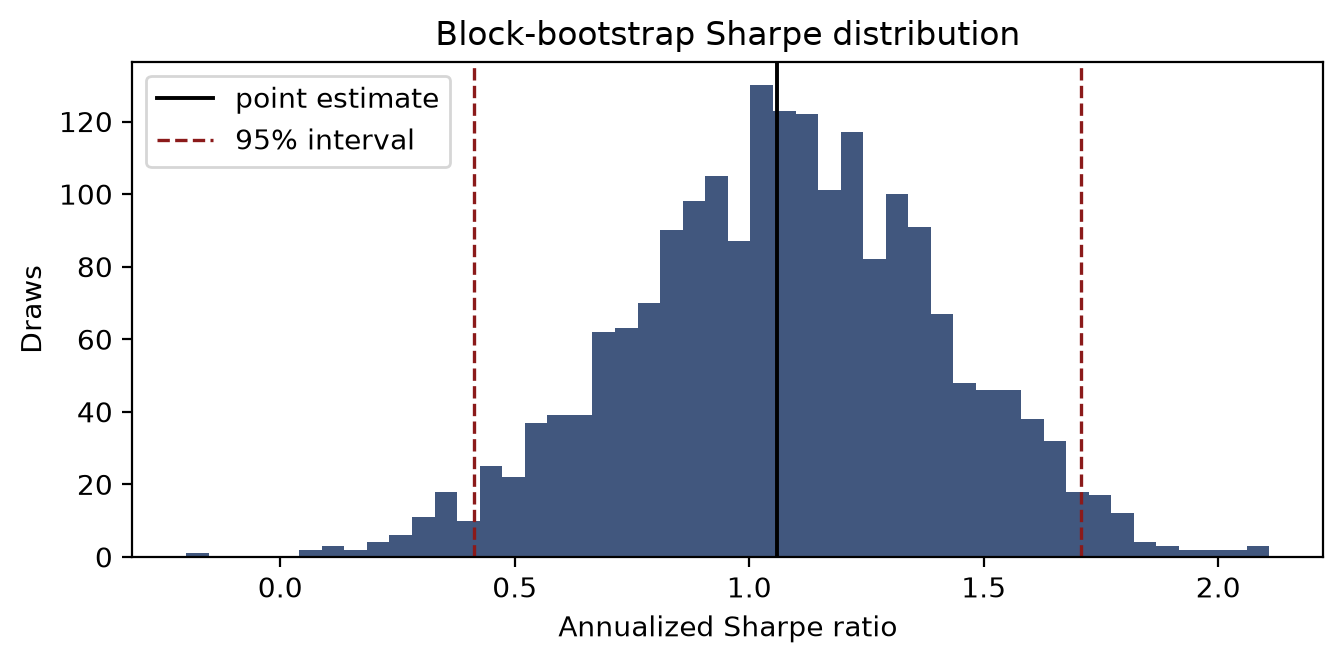 Block-bootstrap Sharpe distribution
point estimate
95% interval
Draws
120
100
80
60
40
20
0
0.0 0.5 1.0 1.5 2.0
Annualized Sharpe ratio